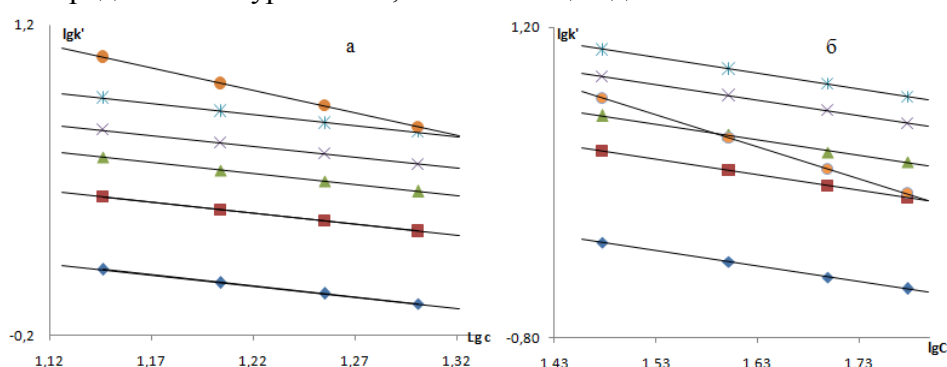 1,2
lgk'
а
-0,2
Lg c
1,12 1,17 1,22 1,27 1,32
1,20
lgk'
б
-0,80
lgC
1,43 1,53 1,63 1,73